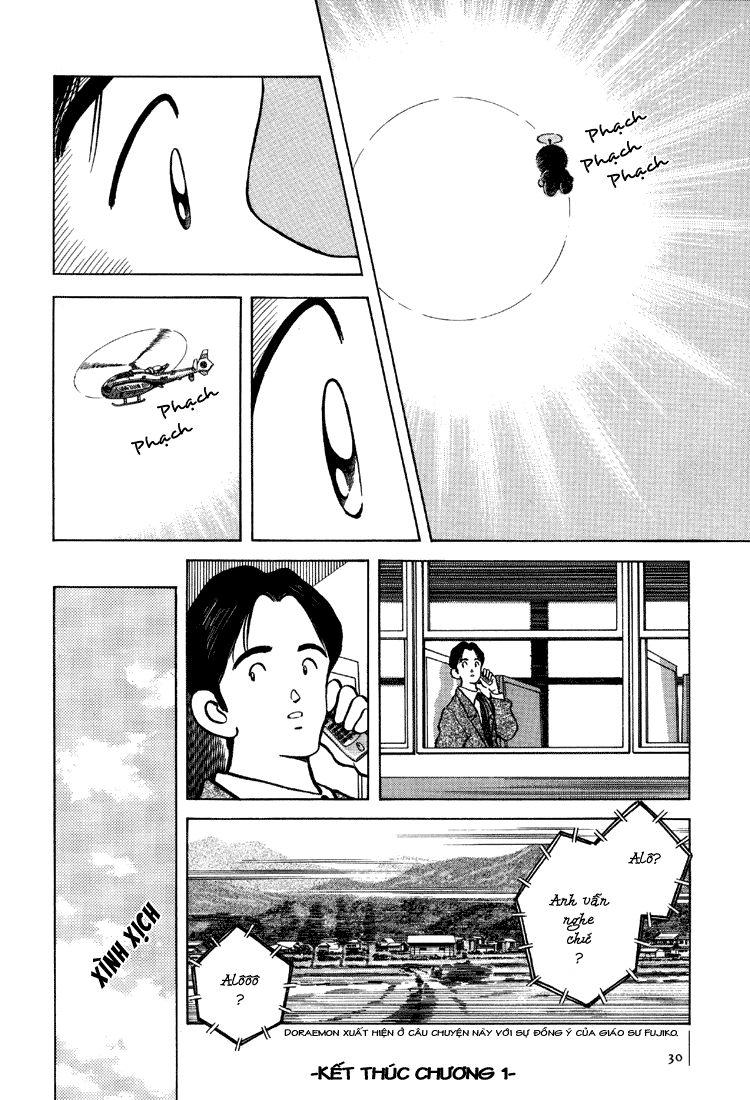 Phạch
Phạch
Phạch
Phạch
Phạch
Alô?
Anh vẫn
nghe
chứ
?
Alôôô
?
XÌNH XỊCH
DORAEMON XUẤT HIỆN Ở CÂU CHUYỆN NÀY VỚI SỰ ĐỒNG Ý CỦA GIÁO SƯ FUJIKO.
30
-KẾT THÚC CHƯƠNG 1-